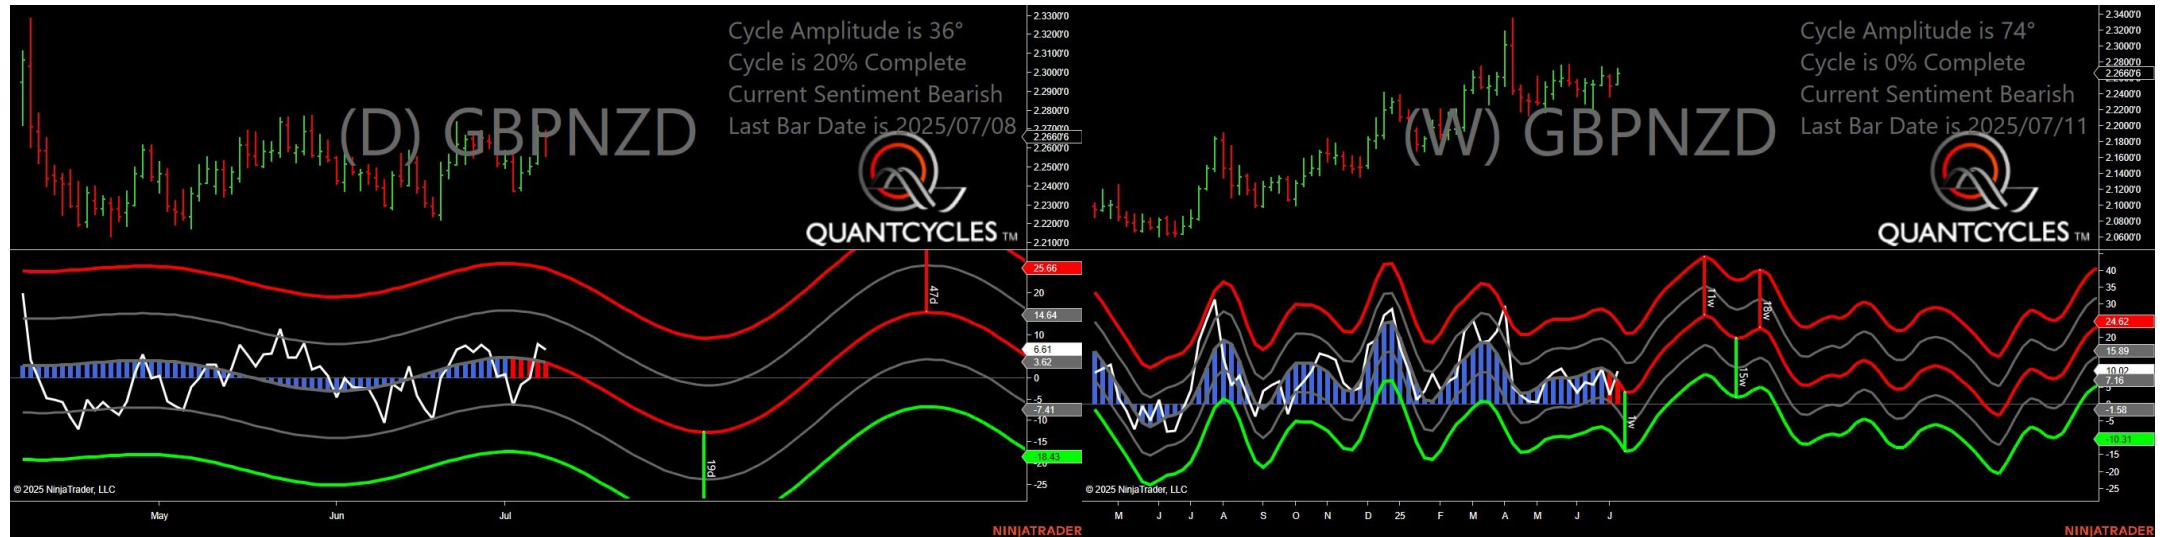 Cycle Amplitude is 36°
Cycle is 20% Complete
Current Sentiment Bearish
Last Bar Date is 2025/07/08
(D) GBPNZD
QUANTCYCLES TM
2.3300'0
2.3200'0
2.3100'0
2.3000'0
2.2900'0
2.2800'0
2.2700'0
2.2660'6
2.2600'0
2.2500'0
2.2400'0
2.2300'0
2.2200'0
2.2100'0
25.66
20
14.64
10
6.61
3.62
0
-5
-7.41
-10
-15
-18.43
-20
-25
47d
19d
© 2025 NinjaTrader, LLC
May
Jun
Jul
NINJATRADER
Cycle Amplitude is 74°
Cycle is 0% Complete
Current Sentiment Bearish
Last Bar Date is 2025/07/11
(W) GBPNZD
QUANTCYCLES TM
2.3400'0
2.3200'0
2.3000'0
2.2800'0
2.2660'6
2.2400'0
2.2200'0
2.2000'0
2.1800'0
2.1600'0
2.1400'0
2.1200'0
2.1000'0
2.0800'0
2.0600'0
40
35
30
24.62
20
15.89
10.02
7.16
-1.58
-5
-10.31
-15
-20
-25
11w
18w
15w
1w
© 2025 NinjaTrader, LLC
M
J
J
A
S
O
N
D
25
F
M
A
M
J
J
NINJATRADER